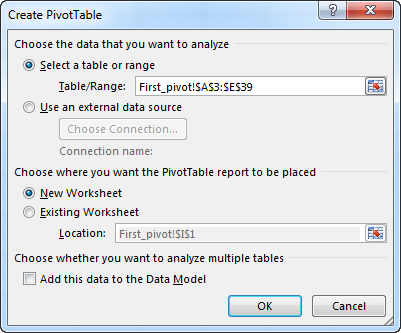 Create PivotTable
Choose the data that you want to analyze
Select a table or range
Table/Range: First_pivot!$A$3:$E$39
Use an external data source
Choose Connection...
Connection name:
Choose where you want the PivotTable report to be placed
New Worksheet
Existing Worksheet
Location: First_pivot!$I$1
Choose whether you want to analyze multiple tables
Add this data to the Data Model
OK Cancel